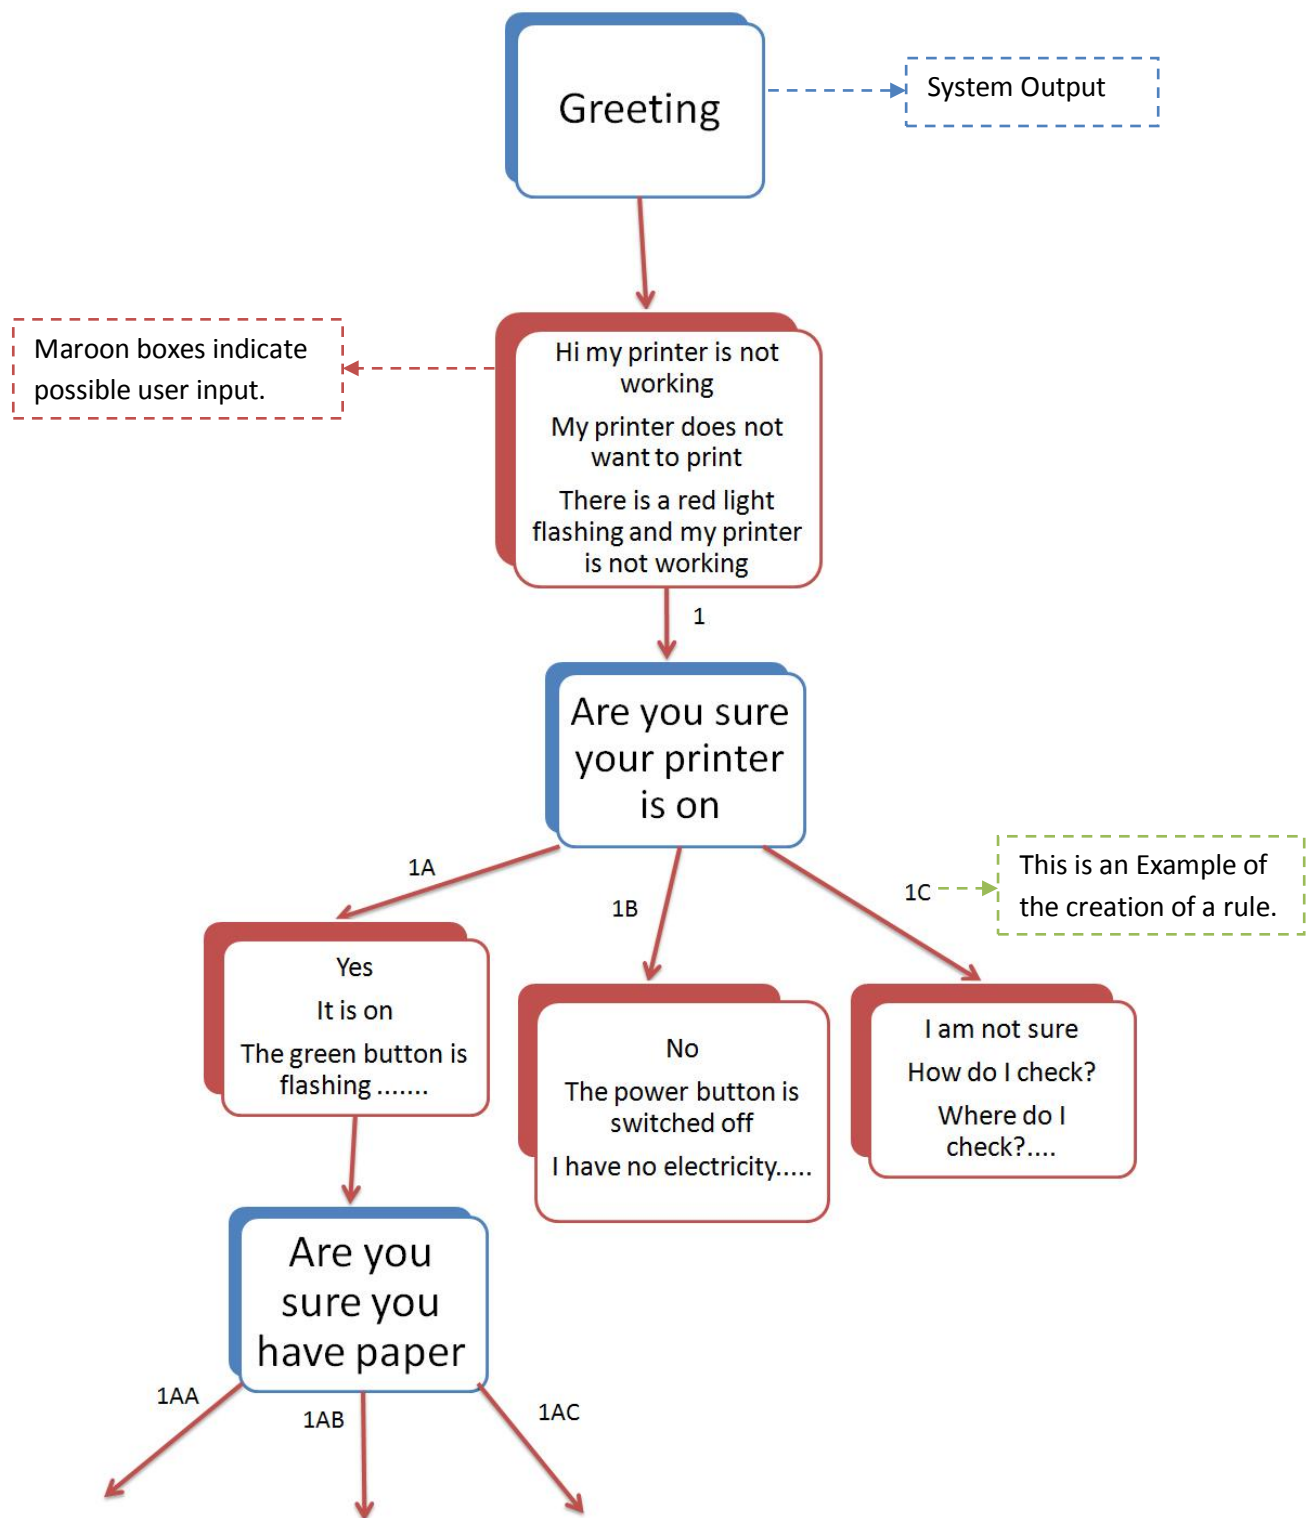 Greeting
System Output
Maroon boxes indicate
possible user input.
Hi my printer is not
working
My printer does not
want to print
There is a red light
flashing and my printer
is not working
1
Are you sure
your printer
is on
1A
1B
1C
This is an Example of
the creation of a rule.
Yes
It is on
The green button is
flashing .......
No
The power button is
switched off
I have no electricity.....
I am not sure
How do I check?
Where do I
check?....
Are you
sure you
have paper
1AA
1AB
1AC